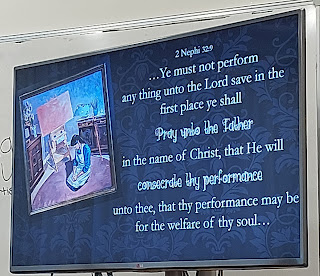 2 Nephi 32:9
…Ye must not perform
any thing unto the Lord save in the
first place ye shall
Pray unto the Father
in the name of Christ, that He will
consecrate thy performance
unto thee, that thy performance may be
for the welfare of thy soul…